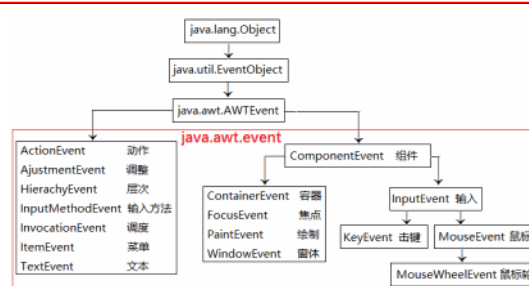 java.lang.Object
java.util.EventObject
java.awt.AWTEvent
java.awt.event
ActionEvent 动作
AjustmentEvent 调整
HierachyEvent 层次
InputMethodEvent 输入方法
InvocationEvent 调度
ItemEvent 菜单
TextEvent 文本
ComponentEvent 组件
ContainerEvent 容器
FocusEvent 焦点
PaintEvent 绘制
WindowEvent 窗体
InputEvent 输入
KeyEvent 击键
MouseEvent 鼠标
MouseWheelEvent 鼠标